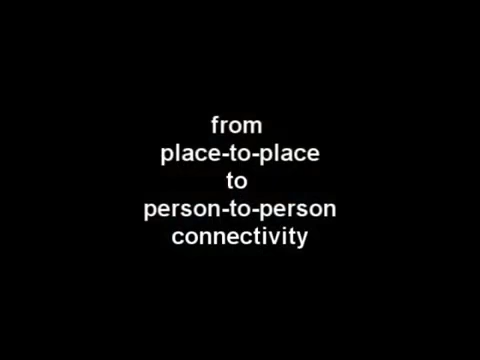 from
place-to-place
to
person-to-person
connectivity